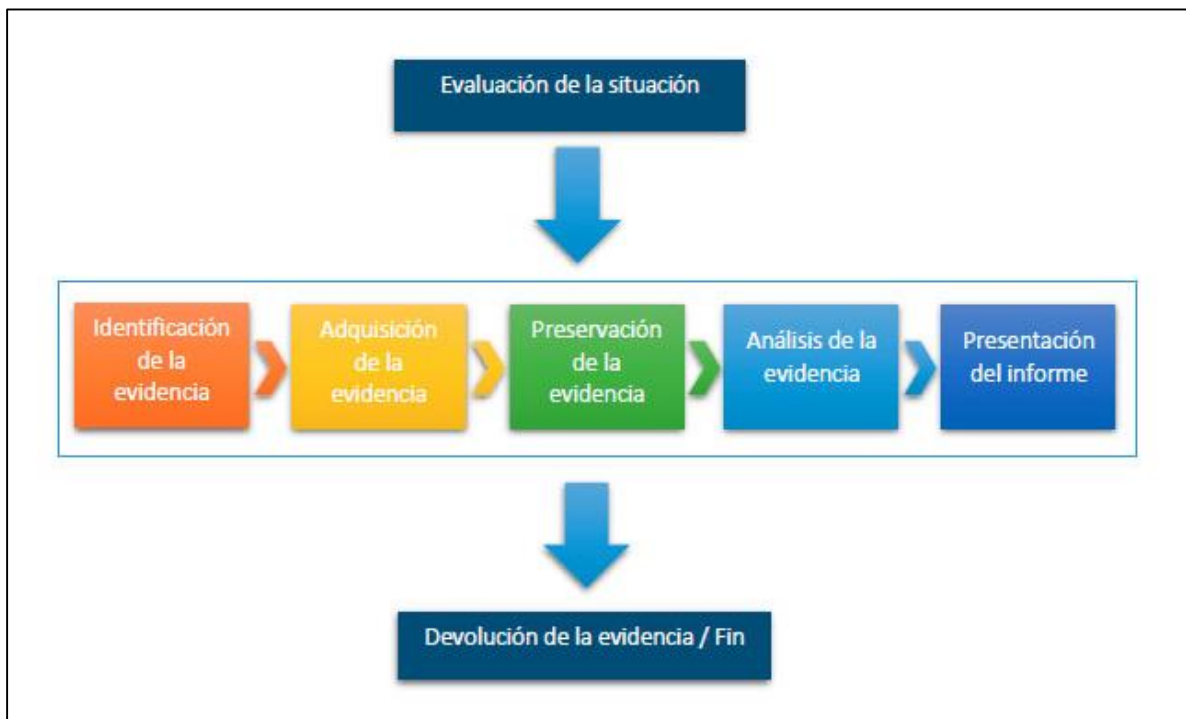 Evaluación de la situación
Identificación
de la
evidencia
Adquisición
de la
evidencia
Preservación
de la
evidencia
Análisis de la
evidencia
Presentación
del informe
Devolución de la evidencia / Fin